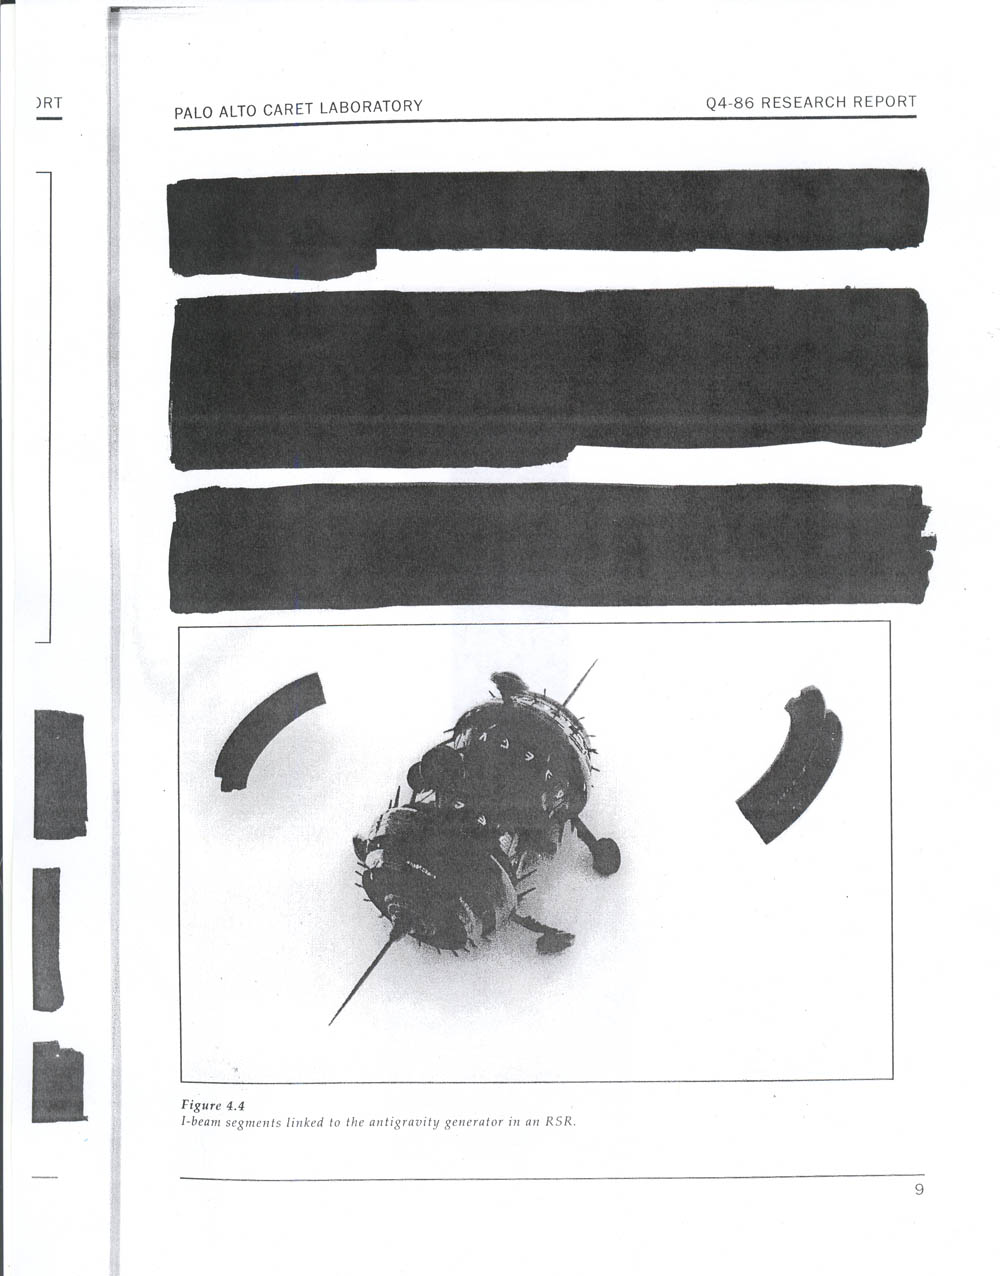 ORT
PALO ALTO CARET LABORATORY
Q4-86 RESEARCH REPORT
Figure 4.4
I-beam segments linked to the antigravity generator in an RSR.
9